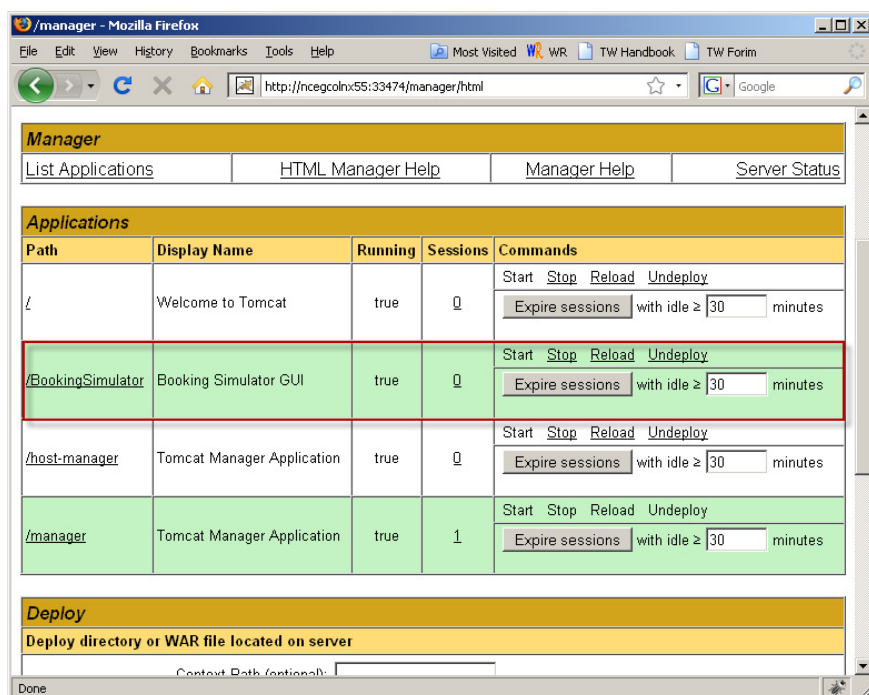 /manager - Mozilla Firefox
File Edit View History Bookmarks Tools Help Most Visited WR WR TW Handbook TW Forim
http://ncegcolnx55:33474/manager/html G Google
Manager
List Applications HTML Manager Help Manager Help Server Status
Applications
Path Display Name Running Sessions Commands
Start Stop Reload Undeploy
/ Welcome to Tomcat true 0 Expire sessions with idle ≥ 30 minutes
Start Stop Reload Undeploy
/BookingSimulator Booking Simulator GUI true 0 Expire sessions with idle ≥ 30 minutes
Start Stop Reload Undeploy
/host-manager Tomcat Manager Application true 0 Expire sessions with idle ≥ 30 minutes
Start Stop Reload Undeploy
/manager Tomcat Manager Application true 1 Expire sessions with idle ≥ 30 minutes
Deploy
Deploy directory or WAR file located on server
Context Path (optional):
Done